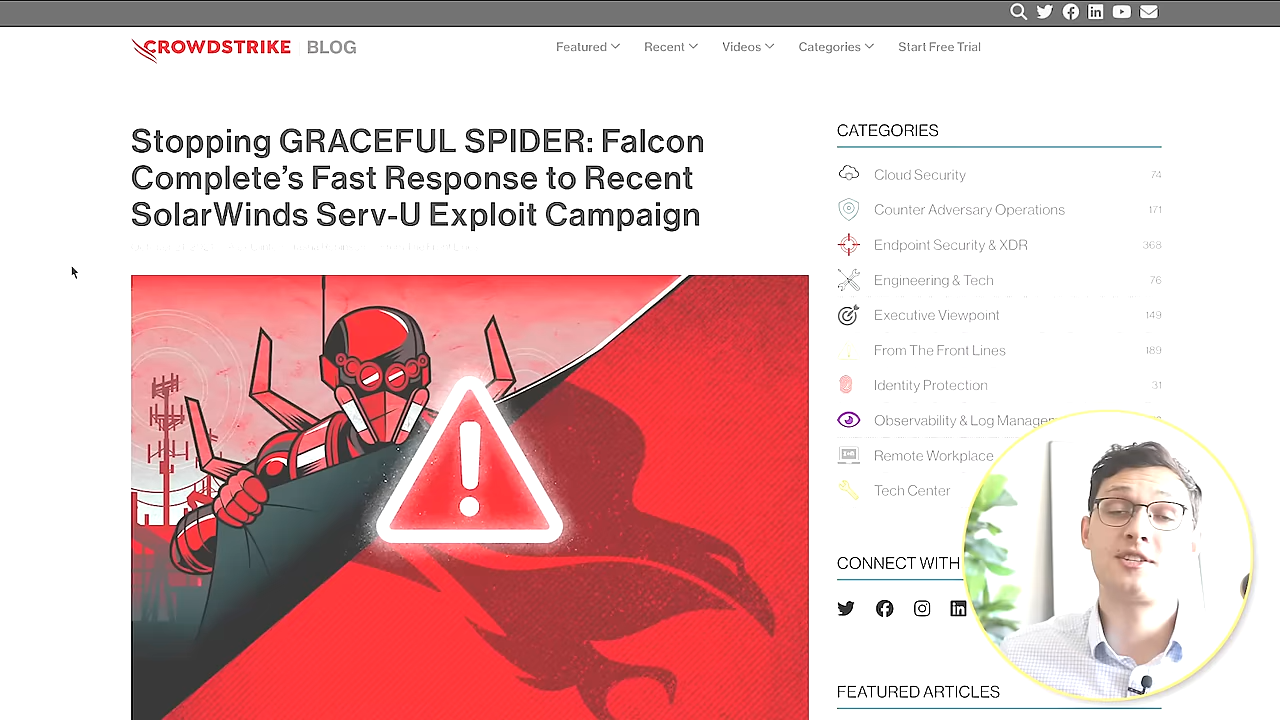 CROWDSTRIKE BLOG
Featured Recent Videos Categories Start Free Trial
Stopping GRACEFUL SPIDER: Falcon
Complete’s Fast Response to Recent
SolarWinds Serv-U Exploit Campaign
CATEGORIES
Cloud Security 74
Counter Adversary Operations 171
Endpoint Security & XDR 368
Engineering & Tech 76
Executive Viewpoint 149
From The Front Lines 189
Identity Protection 31
Observability & Log
Remote Workplace
Tech Center
CONNECT WITH
FEATURED ARTICLES